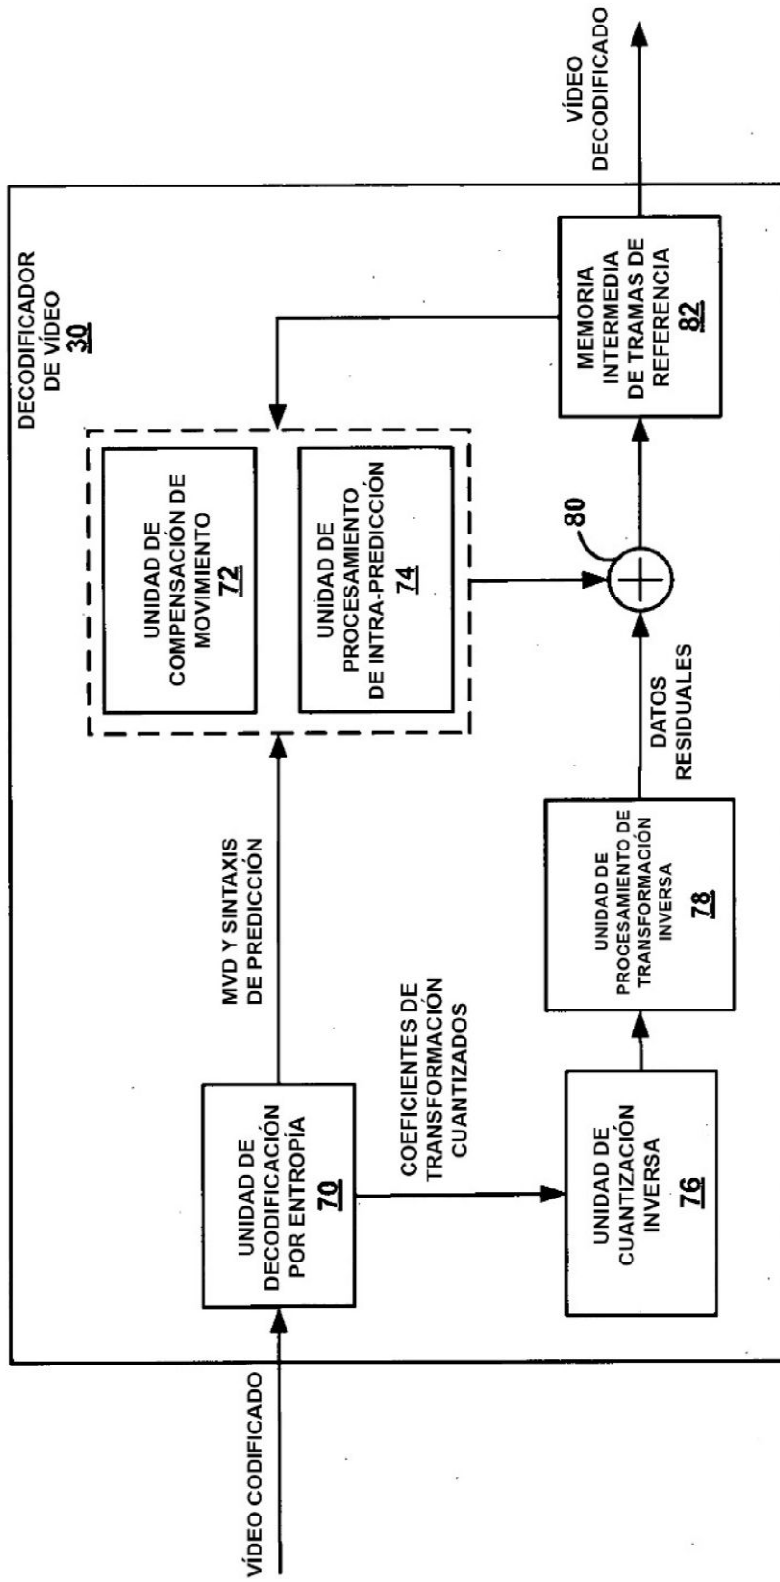 DECODIFICADOR
DE VÍDEO
30
VÍDEO CODIFICADO
UNIDAD DE
DECODIFICACIÓN
POR ENTROPÍA
70
MVD Y SINTAXIS
DE PREDICCIÓN
UNIDAD DE
COMPENSACIÓN DE
MOVIMIENTO
72
UNIDAD DE
PROCESAMIENTO
DE INTRA-PREDICCIÓN
74
COEFICIENTES DE
TRANSFORMACIÓN
CUANTIZADOS
UNIDAD DE
CUANTIZACIÓN
INVERSA
76
UNIDAD DE
PROCESAMIENTO DE
TRANSFORMACIÓN
INVERSA
78
DATOS
RESIDUALES
80
MEMORIA
INTERMEDIA
DE TRAMAS DE
REFERENCIA
82
VÍDEO
DECODIFICADO